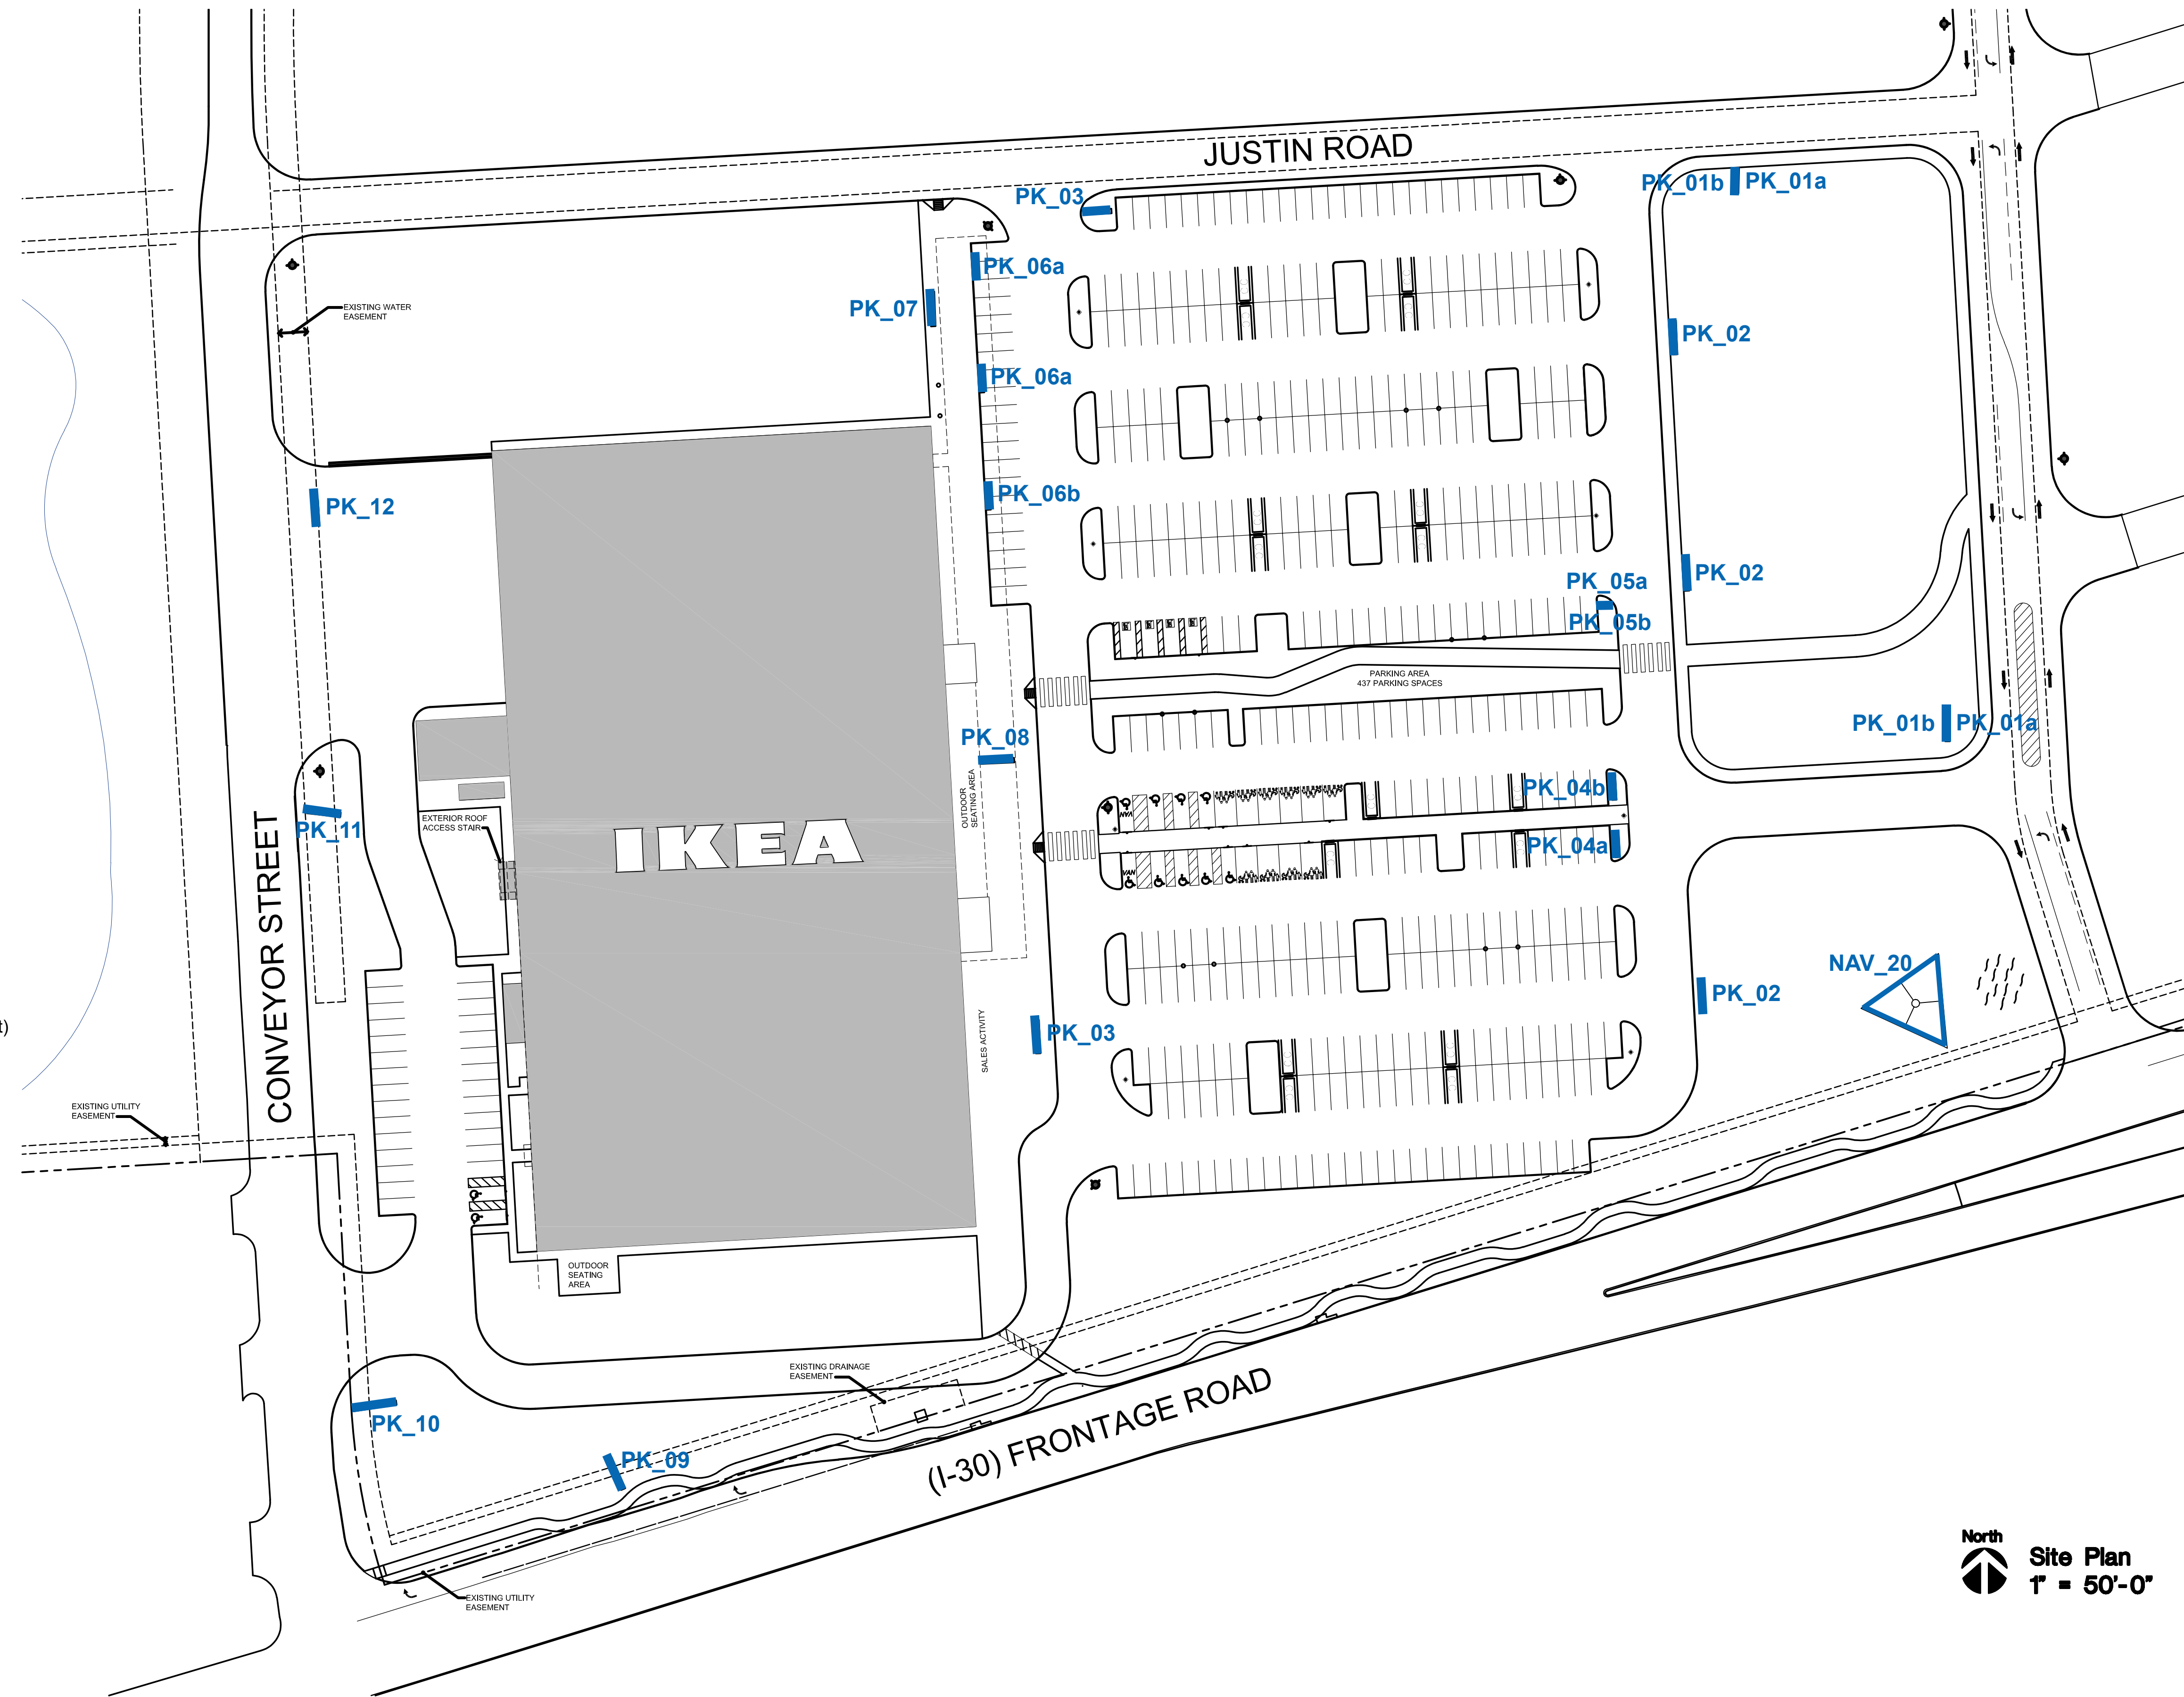 JUSTIN ROAD
PK_01b
PK_01a
PK_03
PK_06a
EXISTING WATER
EASEMENT
PK_07
PK_02
PK_06a
PK_12
PK_06b
PK_02
PK_05a
PK_05b
PARKING AREA
437 PARKING SPACES
PK_01b
PK_01a
PK_08
OUTDOOR
SEATING AREA
PK_04b
VAN
PK_11
EXTERIOR ROOF
ACCESS STAIR
IKEA
PK_04a
VAN
CONVEYOR STREET
NAV_20
PK_02
t)
PK_03
SALES ACTIVITY
EXISTING UTILITY
EASEMENT
OUTDOOR
SEATING
AREA
EXISTING DRAINAGE
EASEMENT
(I-30) FRONTAGE ROAD
PK_10
PK_09
EXISTING UTILITY
EASEMENT
North
Site Plan
1" = 50'-0"